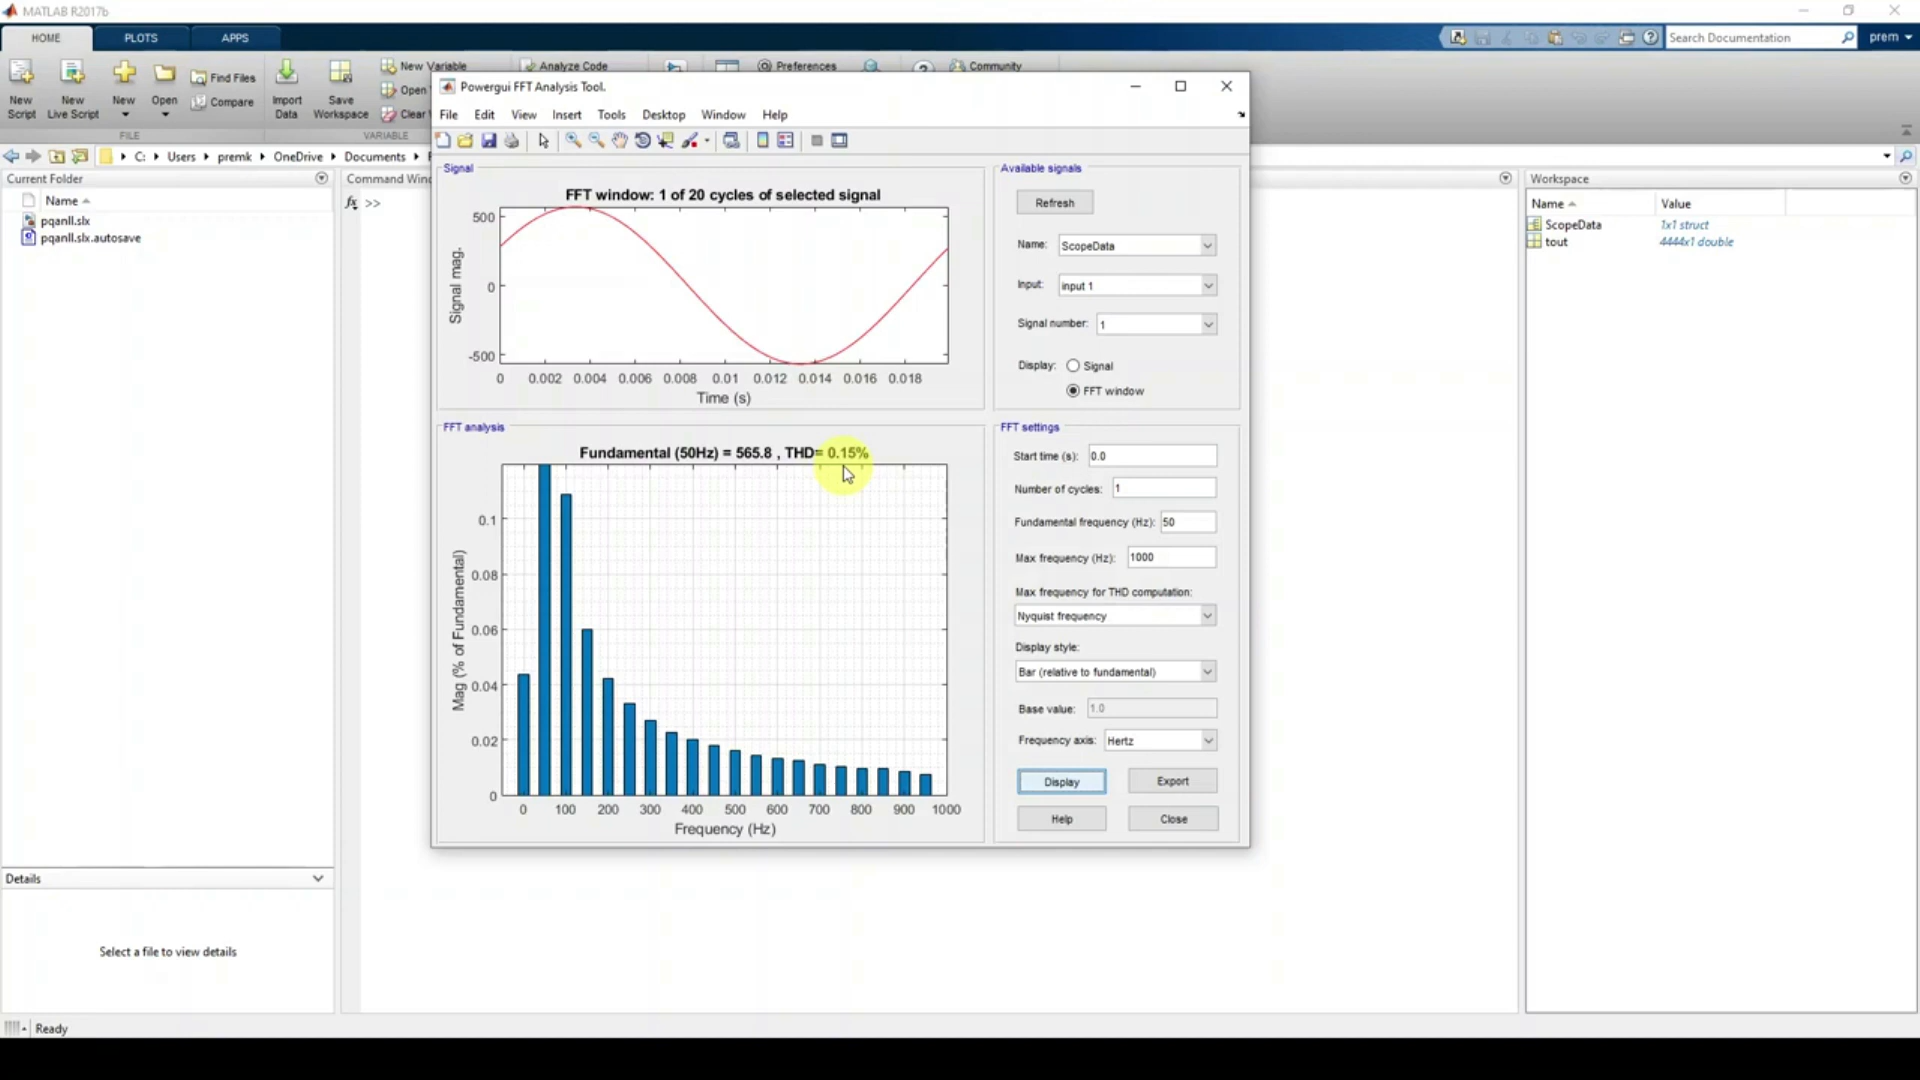 MATLAB R2017b
HOME PLOTS APPS
Search Documentation prem
New Script
New Live Script
New
Open
Find Files
Compare
Import Data
Save Workspace
New Variable
Open
Clear
Analyze Code
Preferences
Community
FILE VARIABLE
C: Users premk OneDrive Documents
Current Folder
Name
pqanll.slx
pqanll.slx.autosave
Details
Select a file to view details
Ready
Command Wind
fx >>
Powergui FFT Analysis Tool.
File Edit View Insert Tools Desktop Window Help
Signal
FFT window: 1 of 20 cycles of selected signal
500
0
-500
Signal mag.
0 0.002 0.004 0.006 0.008 0.01 0.012 0.014 0.016 0.018
Time (s)
FFT analysis
Fundamental (50Hz) = 565.8 , THD= 0.15%
0.1
0.08
0.06
0.04
0.02
0
Mag (% of Fundamental)
0 100 200 300 400 500 600 700 800 900 1000
Frequency (Hz)
Available signals
Refresh
Name: ScopeData
Input: input 1
Signal number: 1
Display: Signal
FFT window
FFT settings
Start time (s): 0.0
Number of cycles: 1
Fundamental frequency (Hz): 50
Max frequency (Hz): 1000
Max frequency for THD computation:
Nyquist frequency
Display style:
Bar (relative to fundamental)
Base value: 1.0
Frequency axis: Hertz
Display Export
Help Close
Workspace
Name Value
ScopeData 1x1 struct
tout 4444x1 double